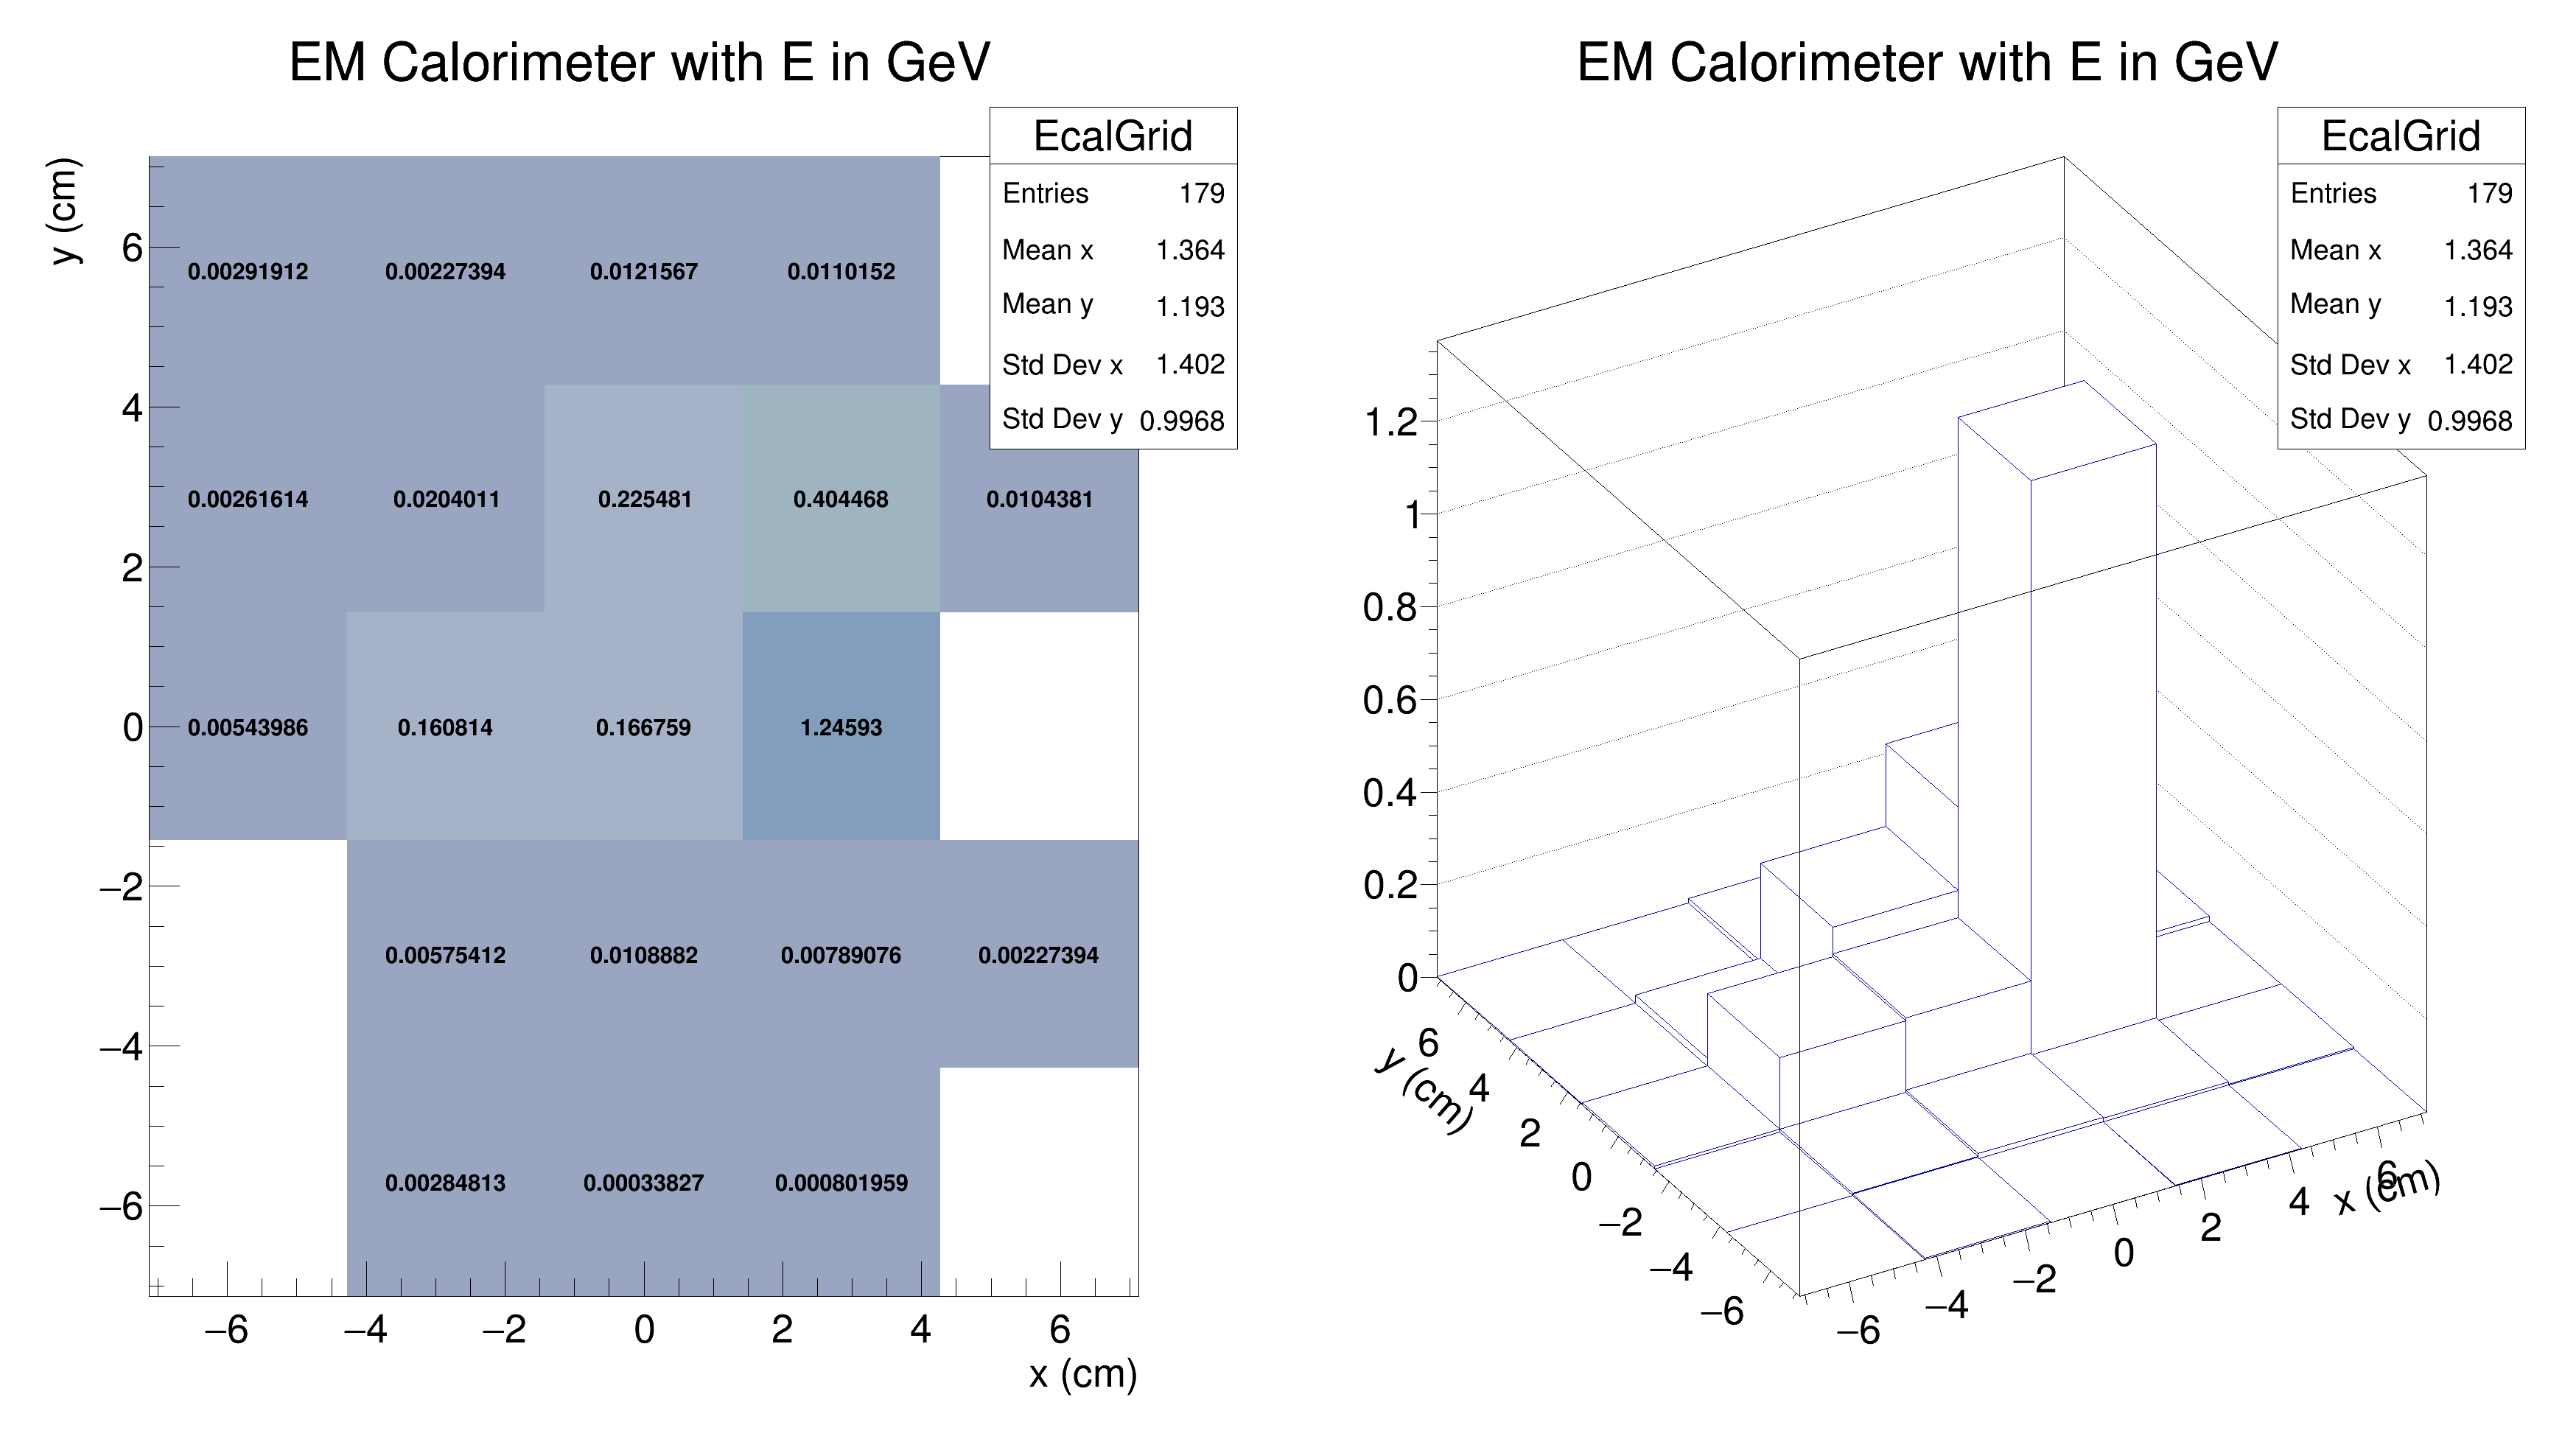 EM Calorimeter with E in GeV
EcalGrid
Entries 179
Mean x 1.364
Mean y 1.193
Std Dev x 1.402
Std Dev y 0.9968
y (cm)
6
4
2
0
−2
−4
−6
0.00291912 0.00227394 0.0121567 0.0110152
0.00261614 0.0204011 0.225481 0.404468 0.0104381
0.00543986 0.160814 0.166759 1.24593
0.00575412 0.0108882 0.00789076 0.00227394
0.00284813 0.00033827 0.000801959
−6 −4 −2 0 2 4 6
x (cm)
EM Calorimeter with E in GeV
EcalGrid
Entries 179
Mean x 1.364
Mean y 1.193
Std Dev x 1.402
Std Dev y 0.9968
1.2
1
0.8
0.6
0.4
0.2
0
y (cm)
6
4
2
0
−2
−4
−6
−6 −4 −2 0 2 4 6
x (cm)